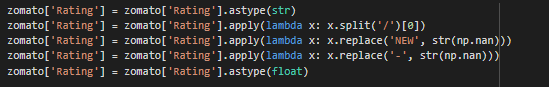 zomato['Rating'] = zomato['Rating'].astype(str)
zomato['Rating'] = zomato['Rating'].apply(lambda x: x.split('/')[0])
zomato['Rating'] = zomato['Rating'].apply(lambda x: x.replace('NEW', str(np.nan)))
zomato['Rating'] = zomato['Rating'].apply(lambda x: x.replace('-', str(np.nan)))
zomato['Rating'] = zomato['Rating'].astype(float)